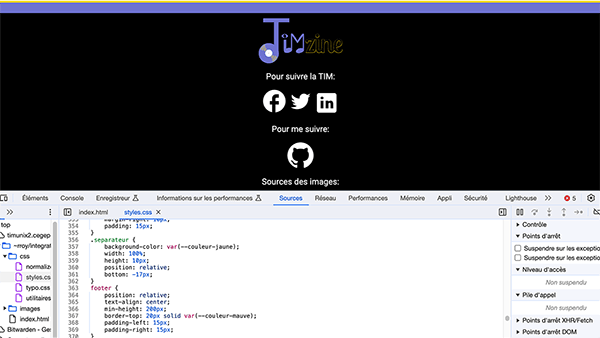 TIMzine
Pour suivre la TIM:
Pour me suivre:
Sources des images:
Éléments Console Enregistreur Informations sur les performances Sources Réseau Performances Mémoire Appli Sécurité Lighthouse » 5
» index.html styles.css ×
top
timunix2.cegep
~rroy/integrat
css
normaliz
styles.cs
typo.css
utilitaires
images
index.html
Bitwarden - Ges
353 margin-right: 10px;
354 padding: 15px;
355 }
356 .separateur {
357 background-color: var(--couleur-jaune);
358 width: 100%;
359 height: 10px;
360 position: relative;
361 bottom: -17px;
362 }
363 footer {
364 position: relative;
365 text-align: center;
366 min-height: 200px;
367 border-top: 20px solid var(--couleur-mauve);
368 padding-left: 15px;
369 padding-right: 15px;
370 }
Contrôle
Points d'arrêt
Suspendre sur les exceptio
Suspendre sur les exceptio
Niveau d'accès
Non suspendu
Pile d'appel
Non suspendu
Points d'arrêt XHR/Fetch
Points d'arrêt DOM